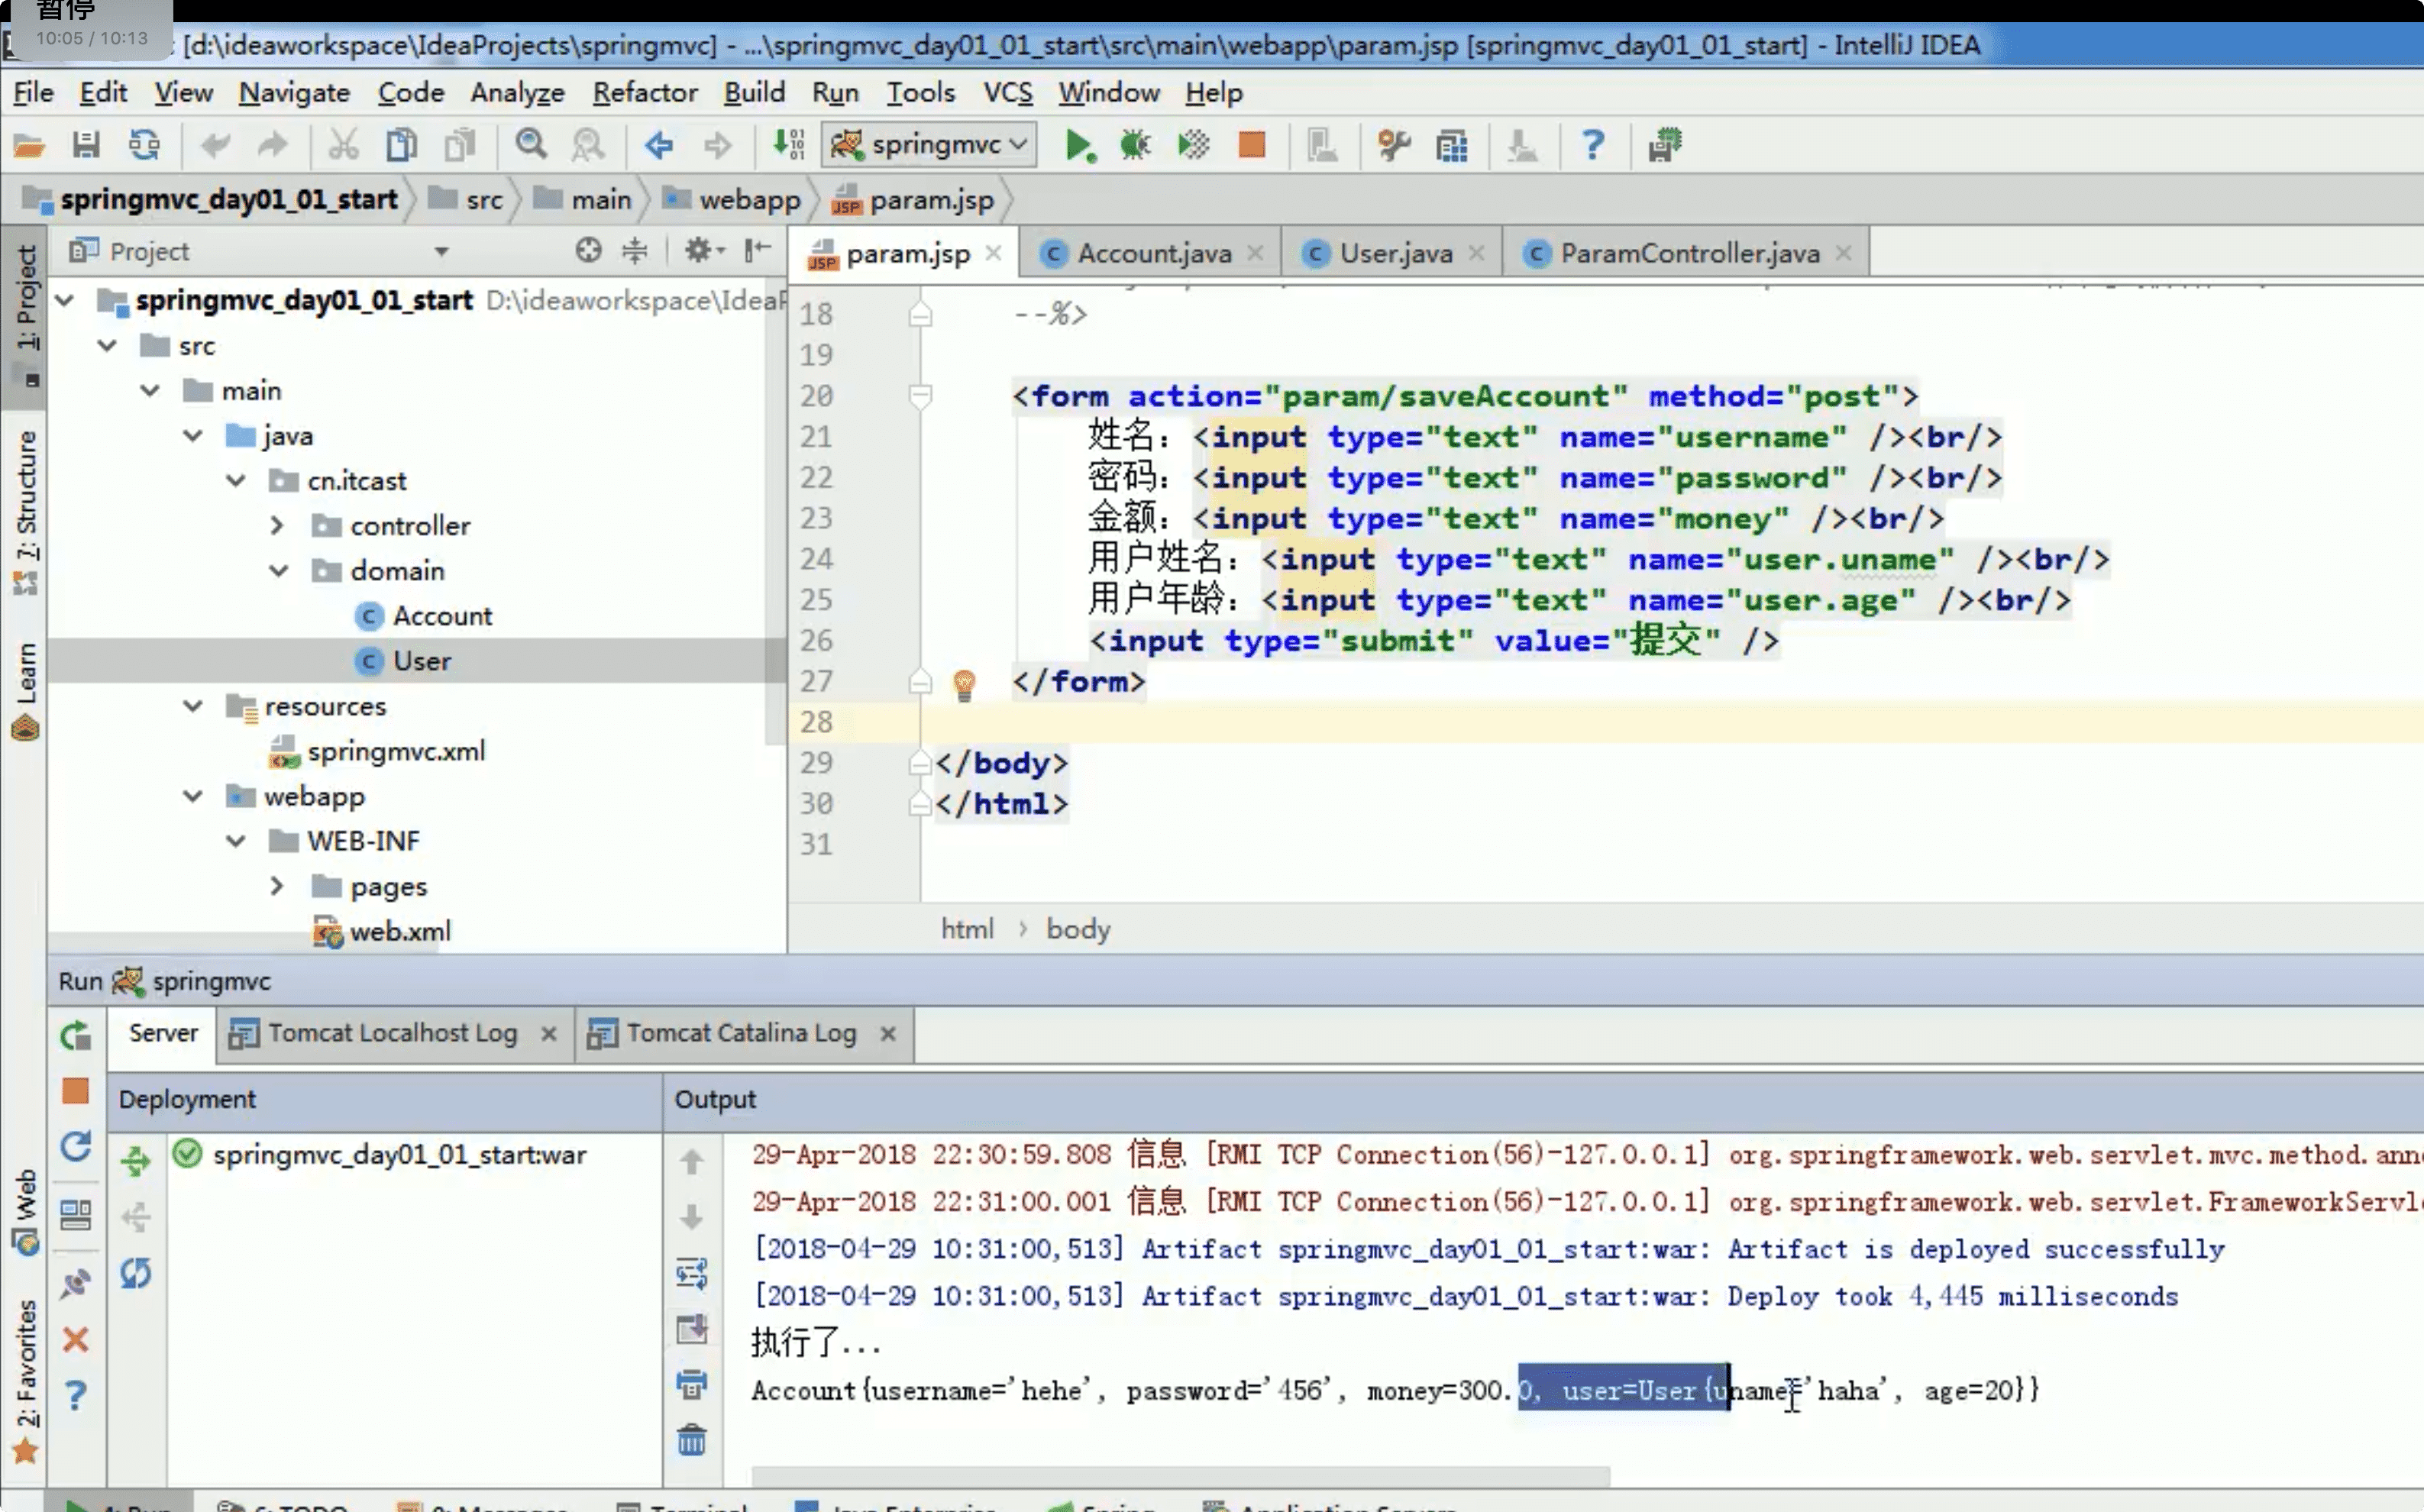 暂停
10:05 / 10:13
[d:\ideaworkspace\IdeaProjects\springmvc] - ...\springmvc_day01_01_start\src\main\webapp\param.jsp [springmvc_day01_01_start] - IntelliJ IDEA
File Edit View Navigate Code Analyze Refactor Build Run Tools VCS Window Help
springmvc
springmvc_day01_01_start src main webapp param.jsp
Project
param.jsp Account.java User.java ParamController.java
1: Project
7: Structure
Learn
Web
2: Favorites
springmvc_day01_01_start D:\ideaworkspace\IdeaP
src
main
java
cn.itcast
controller
domain
Account
User
resources
springmvc.xml
webapp
WEB-INF
pages
web.xml
18 --%>
19
20 <form action="param/saveAccount" method="post">
21 姓名：<input type="text" name="username" /><br/>
22 密码：<input type="text" name="password" /><br/>
23 金额：<input type="text" name="money" /><br/>
24 用户姓名：<input type="text" name="user.uname" /><br/>
25 用户年龄：<input type="text" name="user.age" /><br/>
26 <input type="submit" value="提交" />
27 </form>
28
29 </body>
30 </html>
31
html › body
Run springmvc
Server Tomcat Localhost Log Tomcat Catalina Log
Deployment Output
springmvc_day01_01_start:war
29-Apr-2018 22:30:59.808 信息 [RMI TCP Connection(56)-127.0.0.1] org.springframework.web.servlet.mvc.method.anno
29-Apr-2018 22:31:00.001 信息 [RMI TCP Connection(56)-127.0.0.1] org.springframework.web.servlet.FrameworkServle
[2018-04-29 10:31:00,513] Artifact springmvc_day01_01_start:war: Artifact is deployed successfully
[2018-04-29 10:31:00,513] Artifact springmvc_day01_01_start:war: Deploy took 4,445 milliseconds
执行了...
Account{username='hehe', password='456', money=300.0, user=User{uname='haha', age=20}}
4: Run 6: TODO 0: Messages Terminal Java Enterprise Spring Application Servers